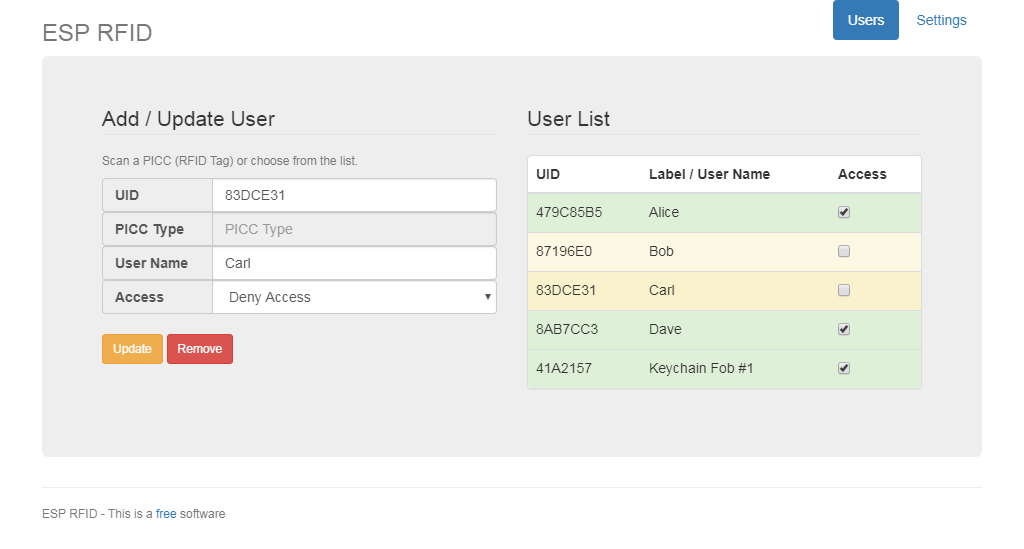 ESP RFID
Users Settings
Add / Update User
Scan a PICC (RFID Tag) or choose from the list.
UID 83DCE31
PICC Type PICC Type
User Name Carl
Access Deny Access
Update Remove
User List
UID Label / User Name Access
479C85B5 Alice
87196E0 Bob
83DCE31 Carl
8AB7CC3 Dave
41A2157 Keychain Fob #1
ESP RFID - This is a free software